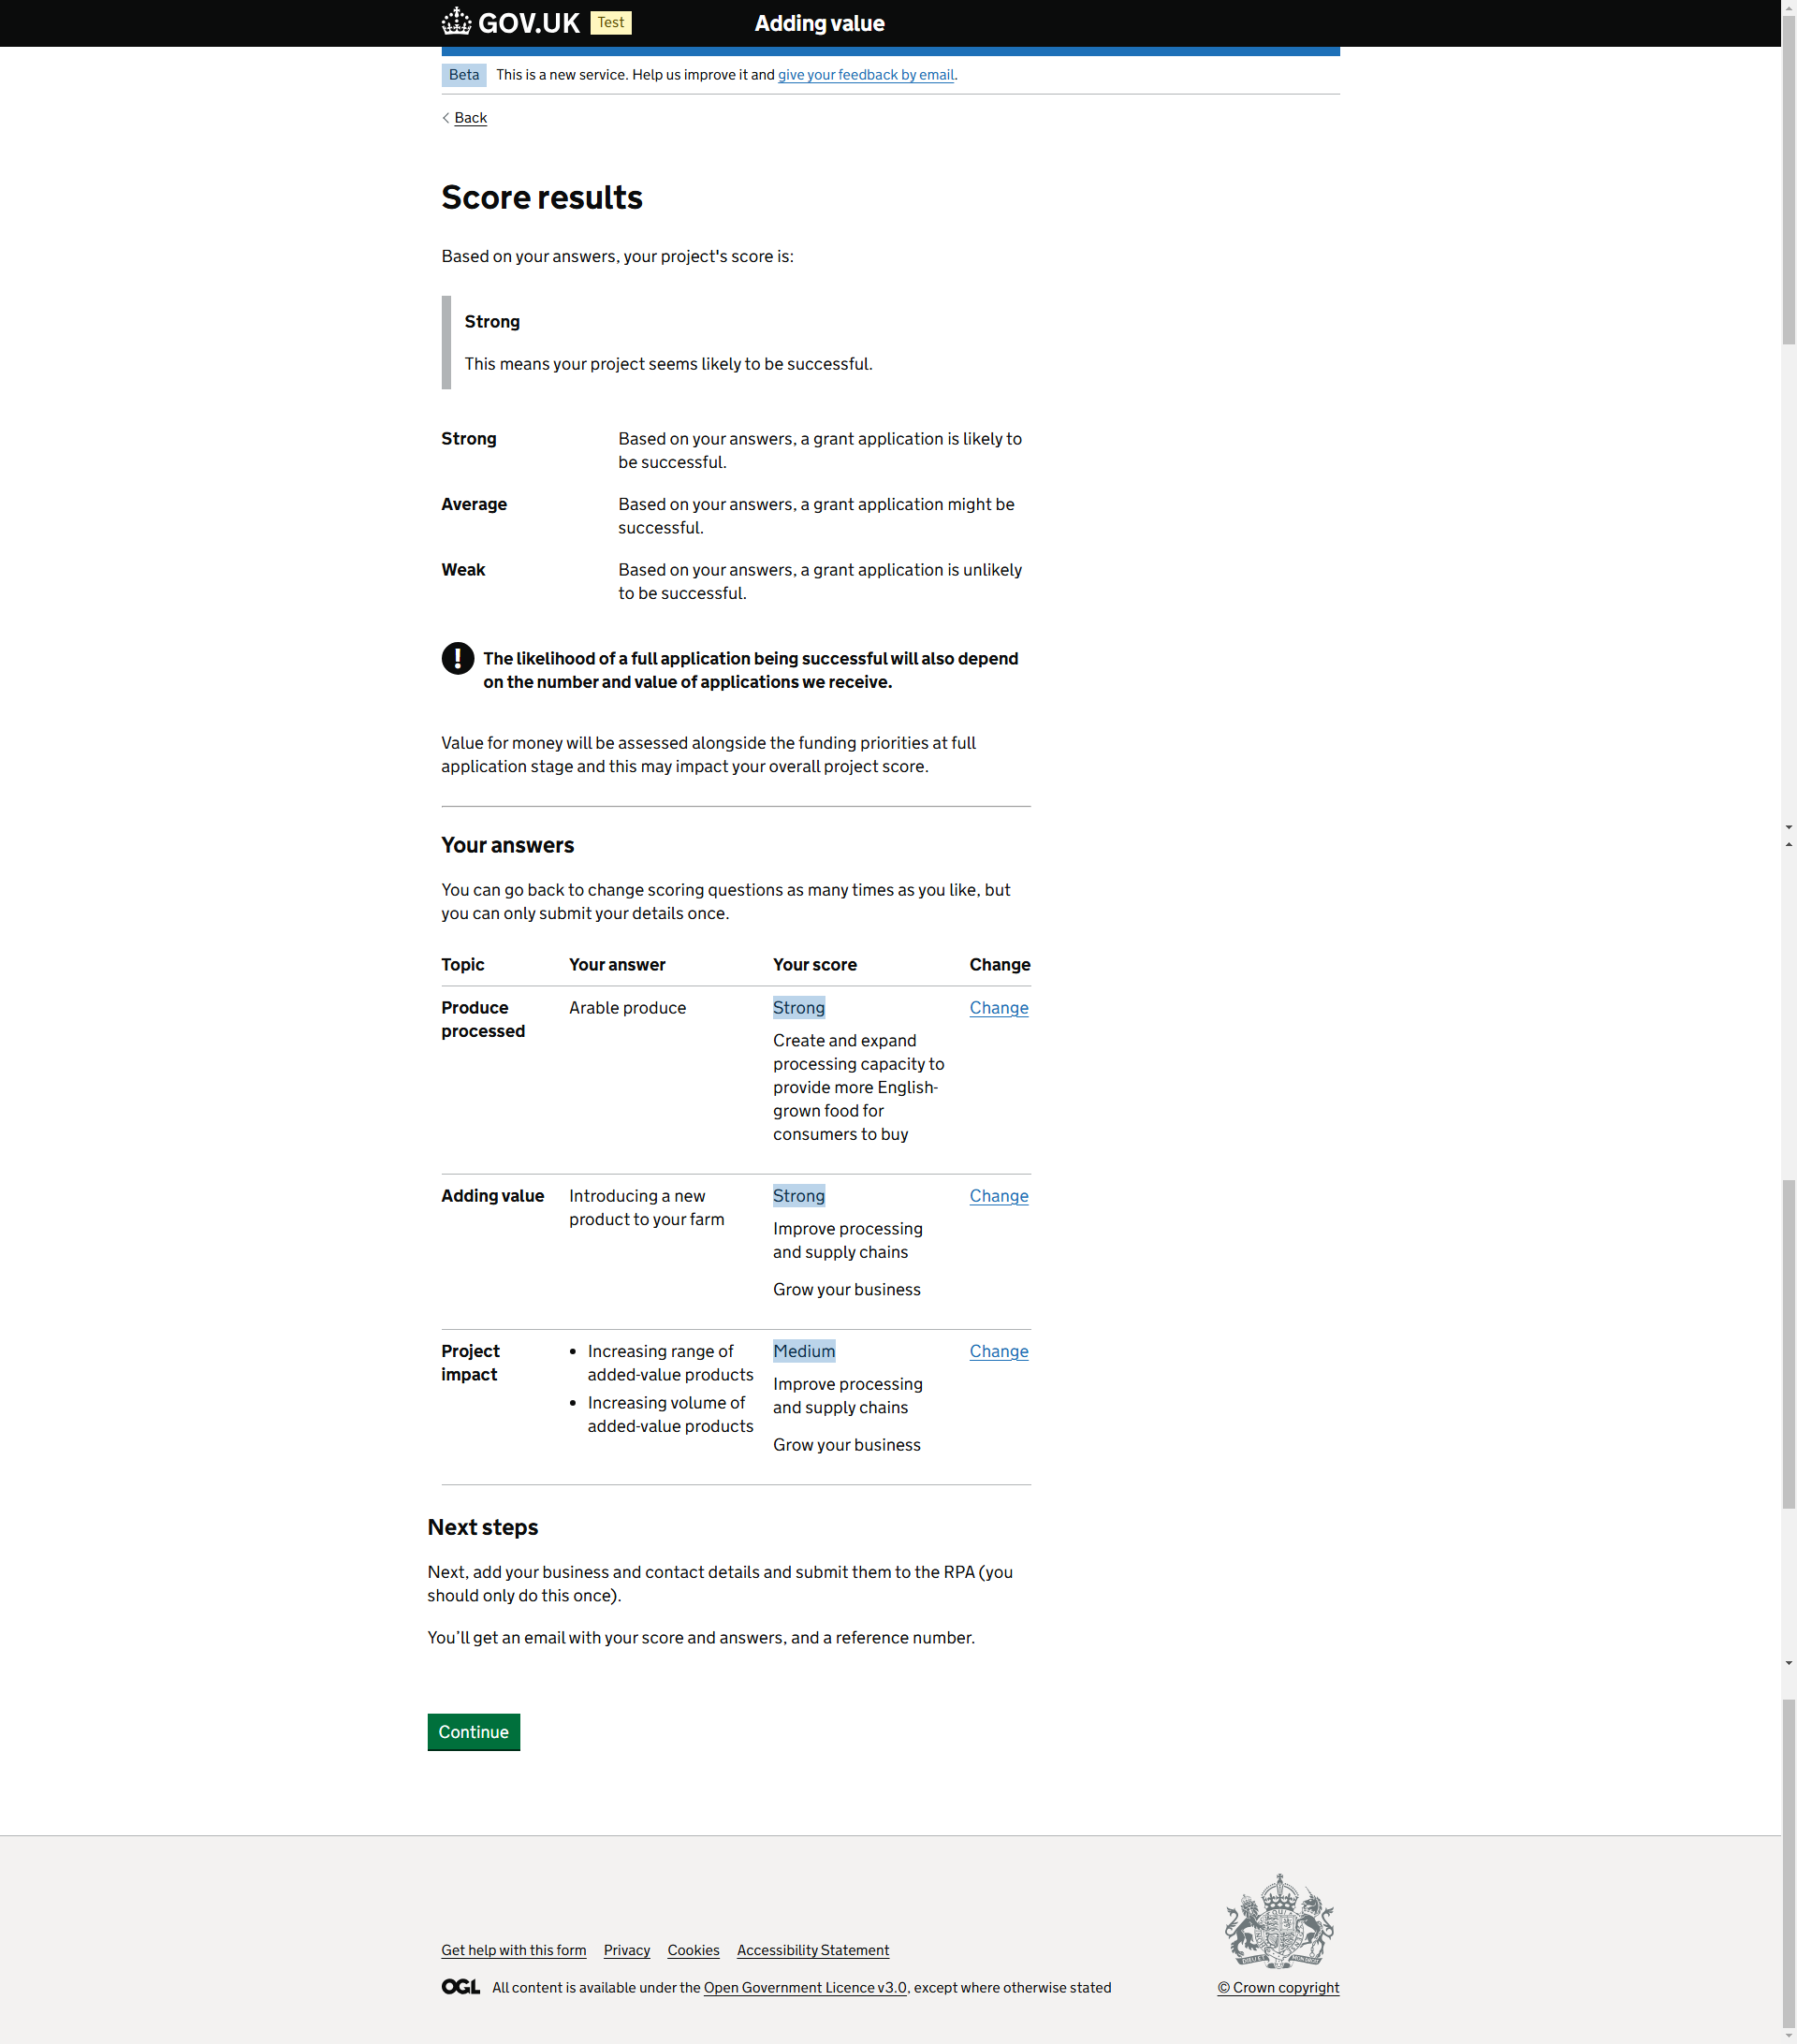 GOV.UK Test Adding value
Beta This is a new service. Help us improve it and give your feedback by email.
Back
Score results
Based on your answers, your project's score is:
Strong
This means your project seems likely to be successful.
Strong Based on your answers, a grant application is likely to
be successful.
Average Based on your answers, a grant application might be
successful.
Weak Based on your answers, a grant application is unlikely
to be successful.
! The likelihood of a full application being successful will also depend
on the number and value of applications we receive.
Value for money will be assessed alongside the funding priorities at full
application stage and this may impact your overall project score.
Your answers
You can go back to change scoring questions as many times as you like, but
you can only submit your details once.
Topic Your answer Your score Change
Produce Arable produce Strong Change
processed
Create and expand
processing capacity to
provide more English-
grown food for
consumers to buy
Adding value Introducing a new Strong Change
product to your farm
Improve processing
and supply chains
Grow your business
Project • Increasing range of Medium Change
impact added-value products
Improve processing
• Increasing volume of and supply chains
added-value products
Grow your business
Next steps
Next, add your business and contact details and submit them to the RPA (you
should only do this once).
You'll get an email with your score and answers, and a reference number.
Continue
Get help with this form Privacy Cookies Accessibility Statement
OGL All content is available under the Open Government Licence v3.0, except where otherwise stated
© Crown copyright